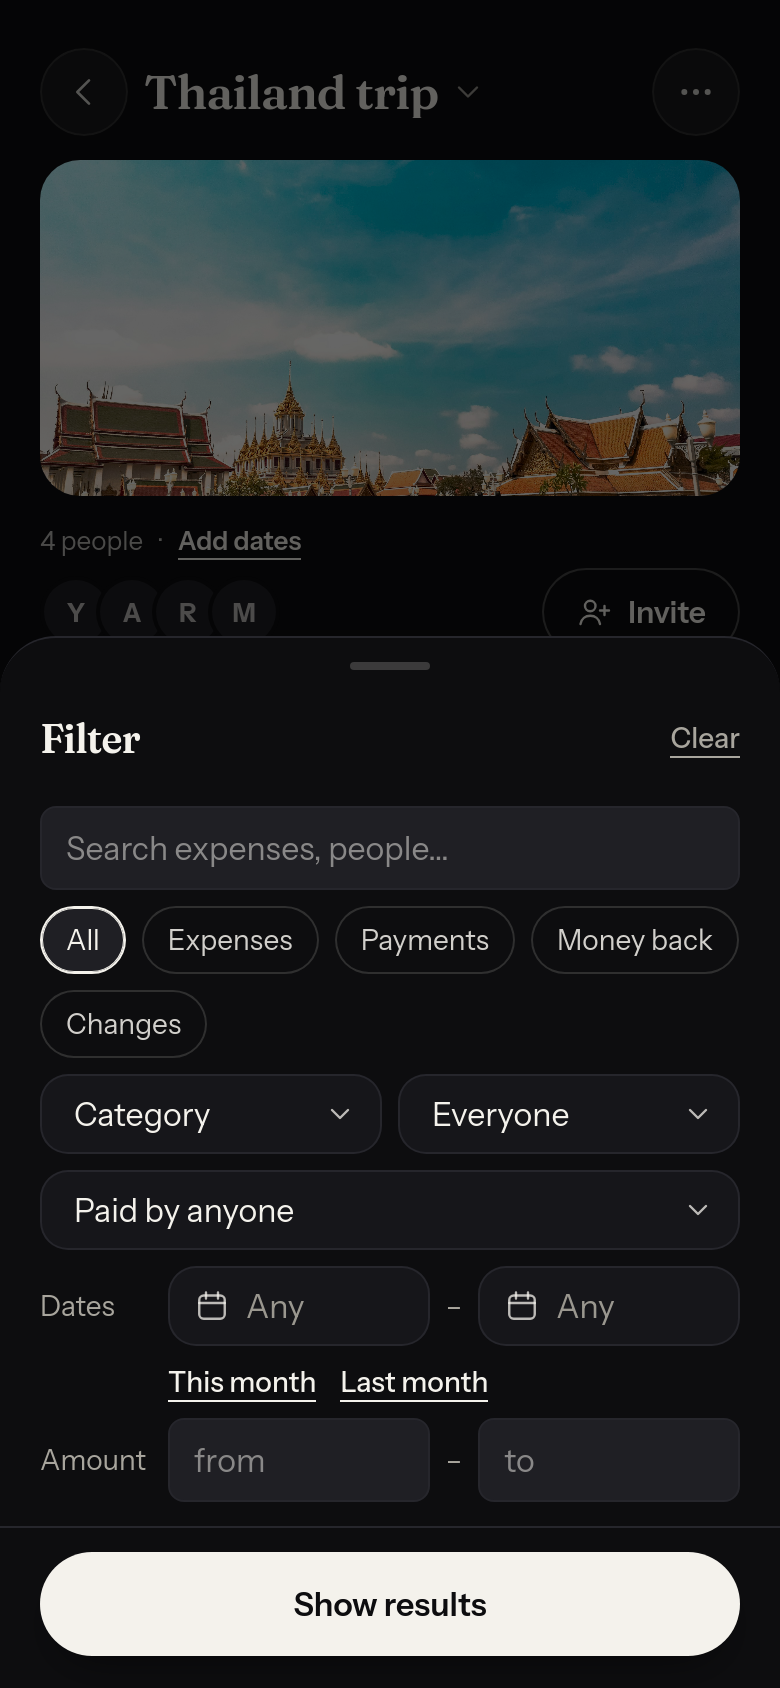 Thailand trip
4 people · Add dates
Y A R M
Invite
Filter
Clear
Search expenses, people...
All Expenses Payments Money back
Changes
Category Everyone
Paid by anyone
Dates Any – Any
This month Last month
Amount from – to
Show results